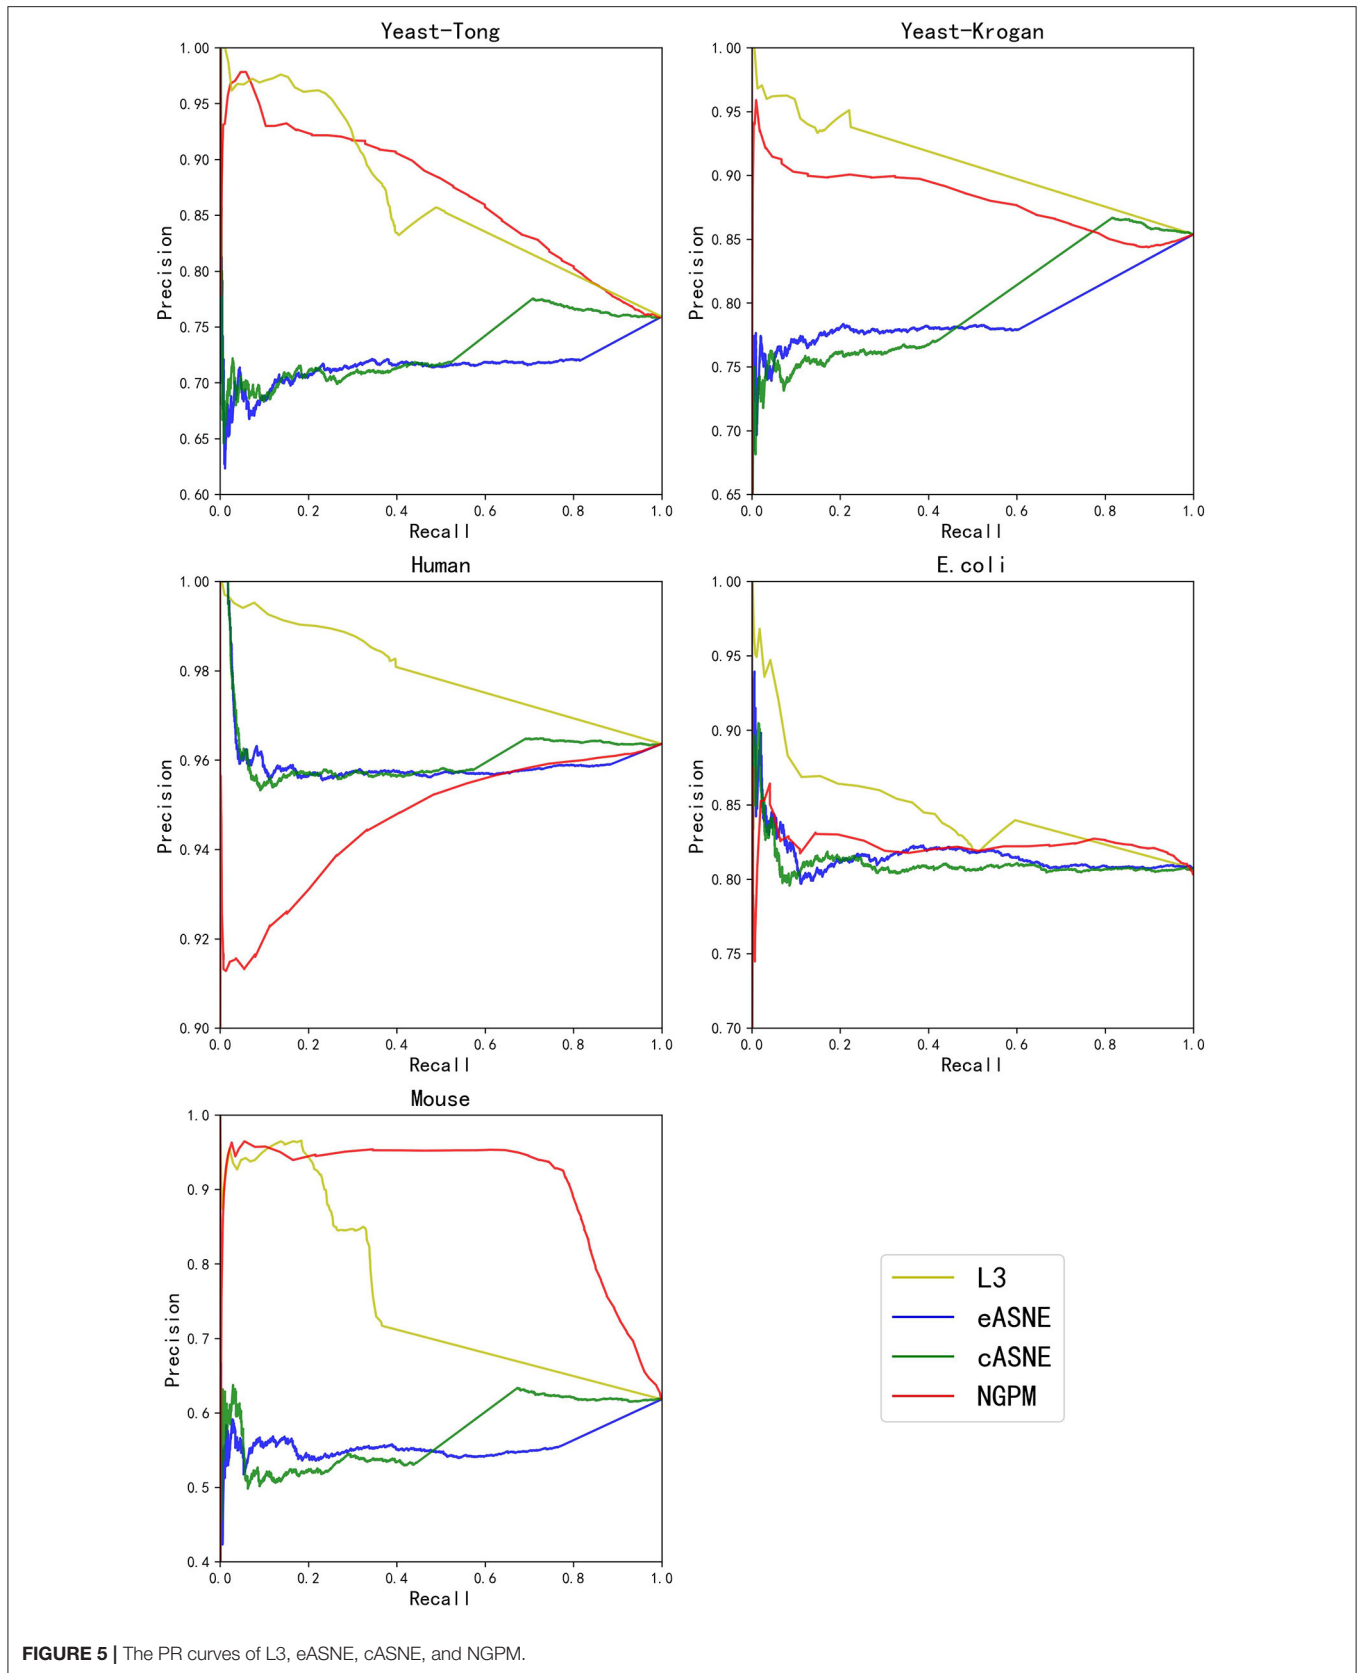 Yeast-Tong
1.00
0.95
0.90
0.85
0.80
0.75
0.70
0.65
0.60
Precision
0.0 0.2 0.4 0.6 0.8 1.0
Recall
Yeast-Krogan
1.00
0.95
0.90
0.85
0.80
0.75
0.70
0.65
Precision
0.0 0.2 0.4 0.6 0.8 1.0
Recall
Human
1.00
0.98
0.96
0.94
0.92
0.90
Precision
0.0 0.2 0.4 0.6 0.8 1.0
Recall
E.coli
1.00
0.95
0.90
0.85
0.80
0.75
0.70
Precision
0.0 0.2 0.4 0.6 0.8 1.0
Recall
Mouse
1.0
0.9
0.8
0.7
0.6
0.5
0.4
Precision
0.0 0.2 0.4 0.6 0.8 1.0
Recall
L3
eASNE
cASNE
NGPM
FIGURE 5 | The PR curves of L3, eASNE, cASNE, and NGPM.